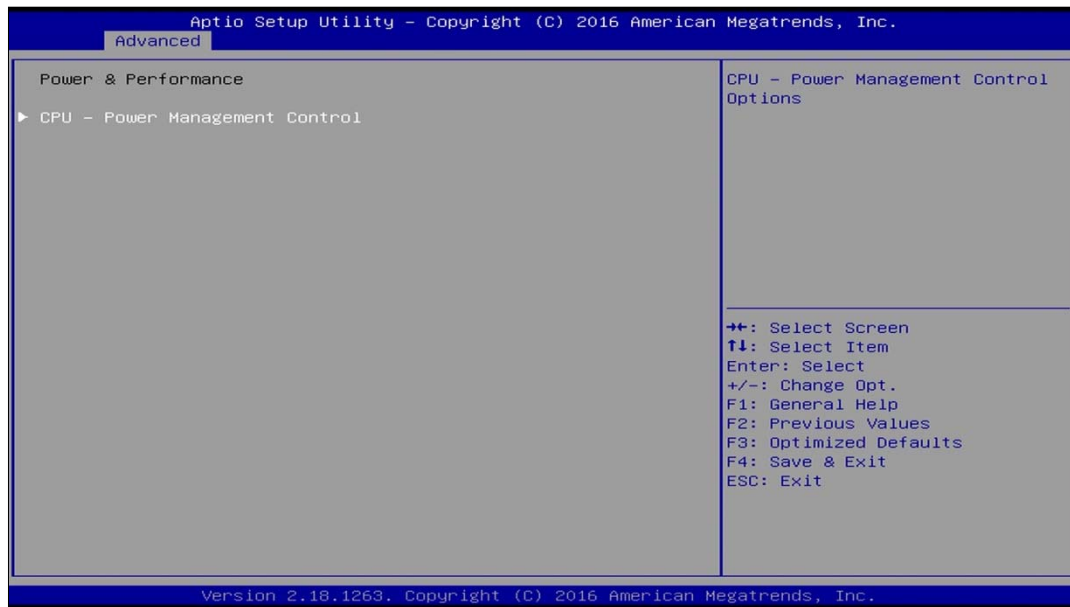 Aptio Setup Utility – Copyright (C) 2016 American Megatrends, Inc.
Advanced
Power & Performance
▶ CPU – Power Management Control
CPU – Power Management Control
Options
→←: Select Screen
↑↓: Select Item
Enter: Select
+/-: Change Opt.
F1: General Help
F2: Previous Values
F3: Optimized Defaults
F4: Save & Exit
ESC: Exit
Version 2.18.1263. Copyright (C) 2016 American Megatrends, Inc.